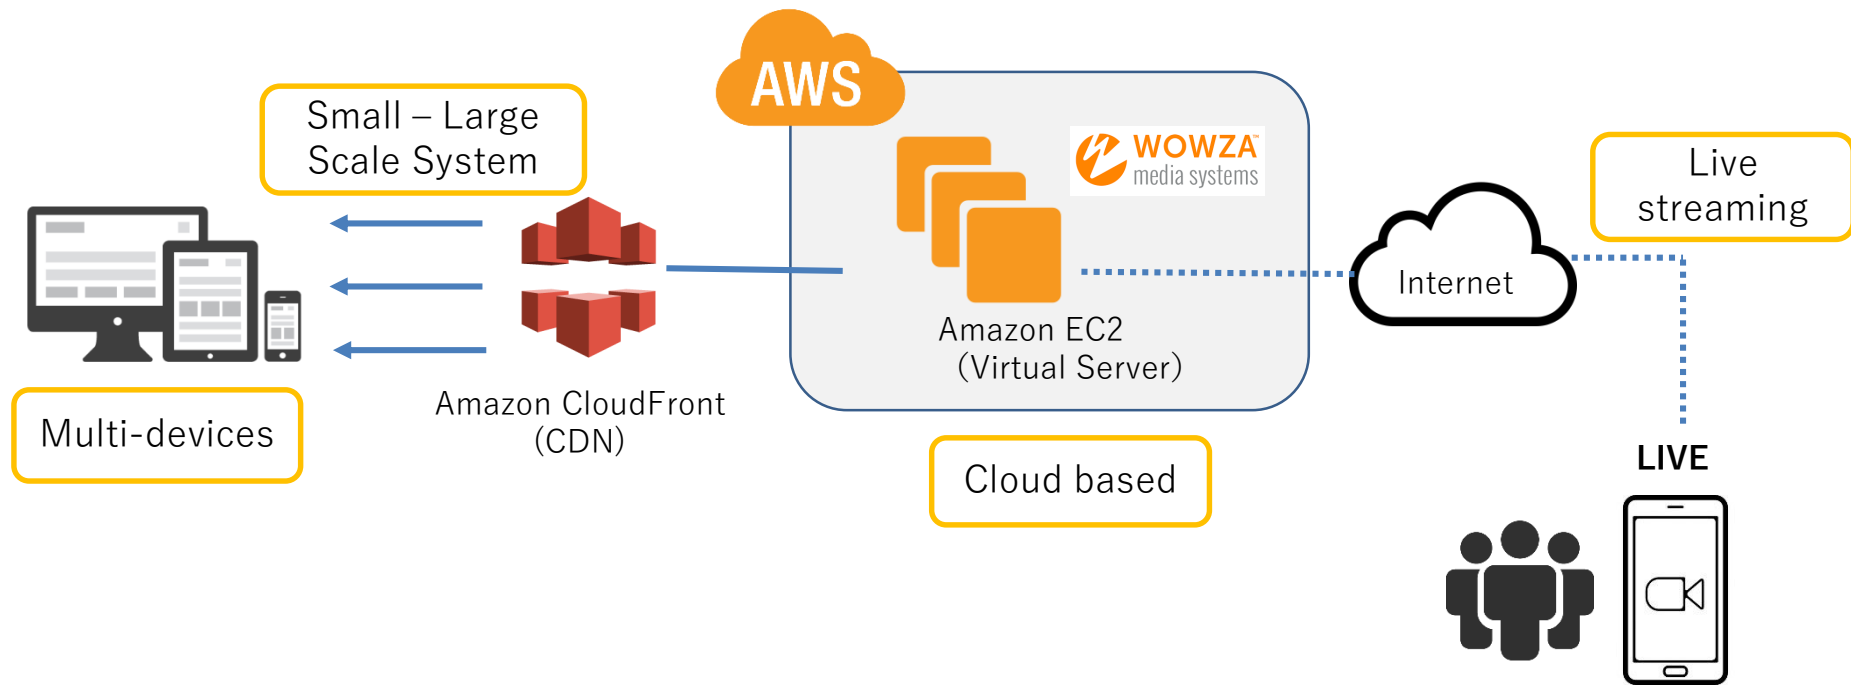 AWS
Small – Large
Scale System
WOWZA™
media systems
Live
streaming
Internet
Amazon EC2
(Virtual Server)
Amazon CloudFront
(CDN)
Multi-devices
Cloud based
LIVE